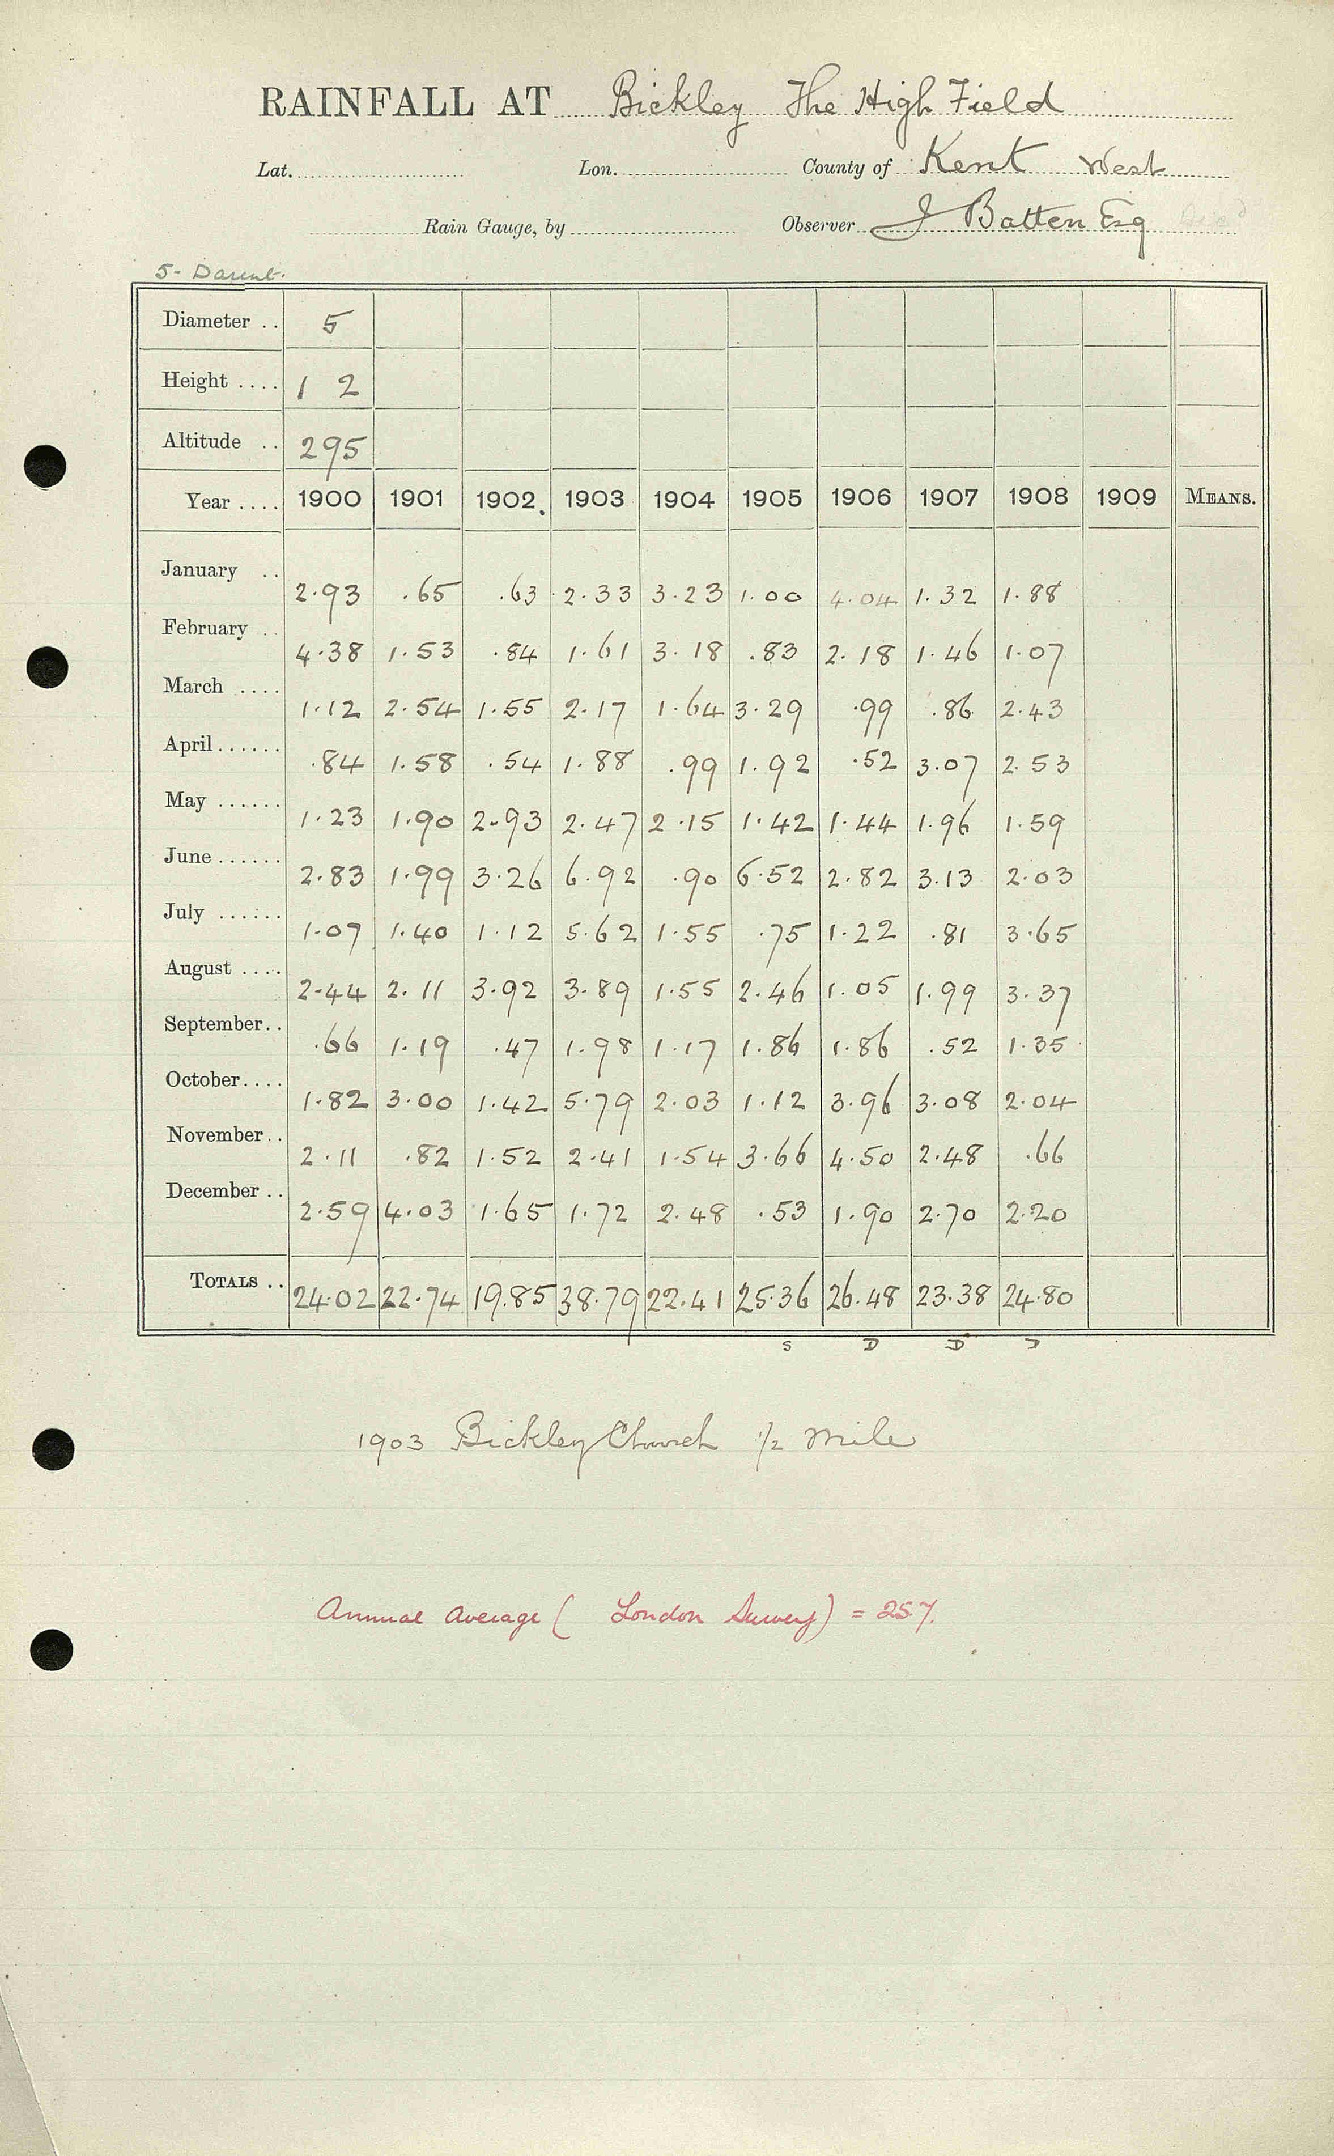 RAINFALL AT Bickley The High Field
Lat. Lon. County of Kent West
Rain Gauge, by Observer J Batten Esq
5- Darent.
Diameter .. 5
Height .... 1 2
Altitude .. 295
Year .... 1900 1901 1902 1903 1904 1905 1906 1907 1908 1909 MEANS.
January .. 2.93 .65 .63 2.33 3.23 1.00 4.04 1.32 1.88
February .. 4.38 1.53 .84 1.61 3.18 .83 2.18 1.46 1.07
March .... 1.12 2.54 1.55 2.17 1.64 3.29 .99 .86 2.43
April ...... .84 1.58 .54 1.88 .99 1.92 .52 3.07 2.53
May ...... 1.23 1.90 2.93 2.47 2.15 1.42 1.44 1.96 1.59
June ...... 2.83 1.99 3.26 6.92 .90 6.52 2.82 3.13 2.03
July ...... 1.07 1.40 1.12 5.62 1.55 .75 1.22 .81 3.65
August .... 2.44 2.11 3.92 3.89 1.55 2.46 1.05 1.99 3.37
September.. .66 1.19 .47 1.98 1.17 1.86 1.86 .52 1.35
October.... 1.82 3.00 1.42 5.79 2.03 1.12 3.96 3.08 2.04
November.. 2.11 .82 1.52 2.41 1.54 3.66 4.50 2.48 .66
December .. 2.59 4.03 1.65 1.72 2.48 .53 1.90 2.70 2.20
TOTALS .. 24.02 22.74 19.85 38.79 22.41 25.36 26.48 23.38 24.80
S D D D
1903 Bickley Church 1/2 mile
Annual Average ( London Survey) = 25.7.